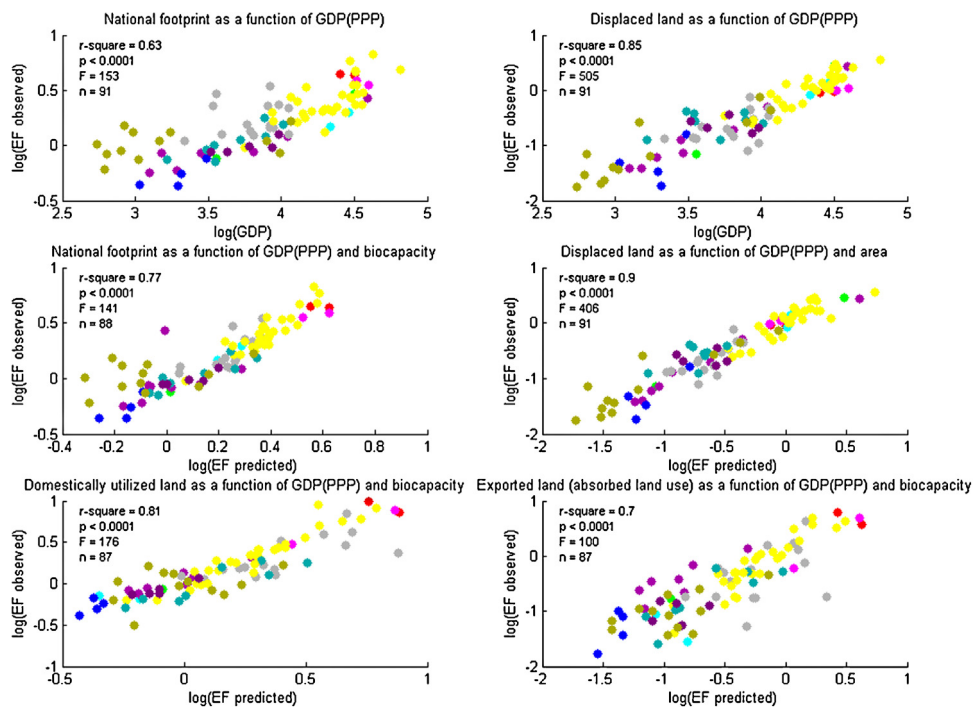 National footprint as a function of GDP(PPP)
1
0.5
0
-0.5
log(EF observed)
r-square = 0.63
p < 0.0001
F = 153
n = 91
2.5 3 3.5 4 4.5 5
log(GDP)
Displaced land as a function of GDP(PPP)
1
0
-1
-2
log(EF observed)
r-square = 0.85
p < 0.0001
F = 505
n = 91
2.5 3 3.5 4 4.5 5
log(GDP)
National footprint as a function of GDP(PPP) and biocapacity
1
0.5
0
-0.5
log(EF observed)
r-square = 0.77
p < 0.0001
F = 141
n = 88
-0.4 -0.2 0 0.2 0.4 0.6 0.8 1
log(EF predicted)
Displaced land as a function of GDP(PPP) and area
1
0
-1
-2
log(EF observed)
r-square = 0.9
p < 0.0001
F = 406
n = 91
-2 -1.5 -1 -0.5 0 0.5 1
log(EF predicted)
Domestically utilized land as a function of GDP(PPP) and biocapacity
1
0.5
0
-0.5
-1
log(EF observed)
r-square = 0.81
p < 0.0001
F = 176
n = 87
-0.5 0 0.5 1
log(EF predicted)
Exported land (absorbed land use) as a function of GDP(PPP) and biocapacity
1
0
-1
-2
log(EF observed)
r-square = 0.7
p < 0.0001
F = 100
n = 87
-2 -1.5 -1 -0.5 0 0.5 1
log(EF predicted)